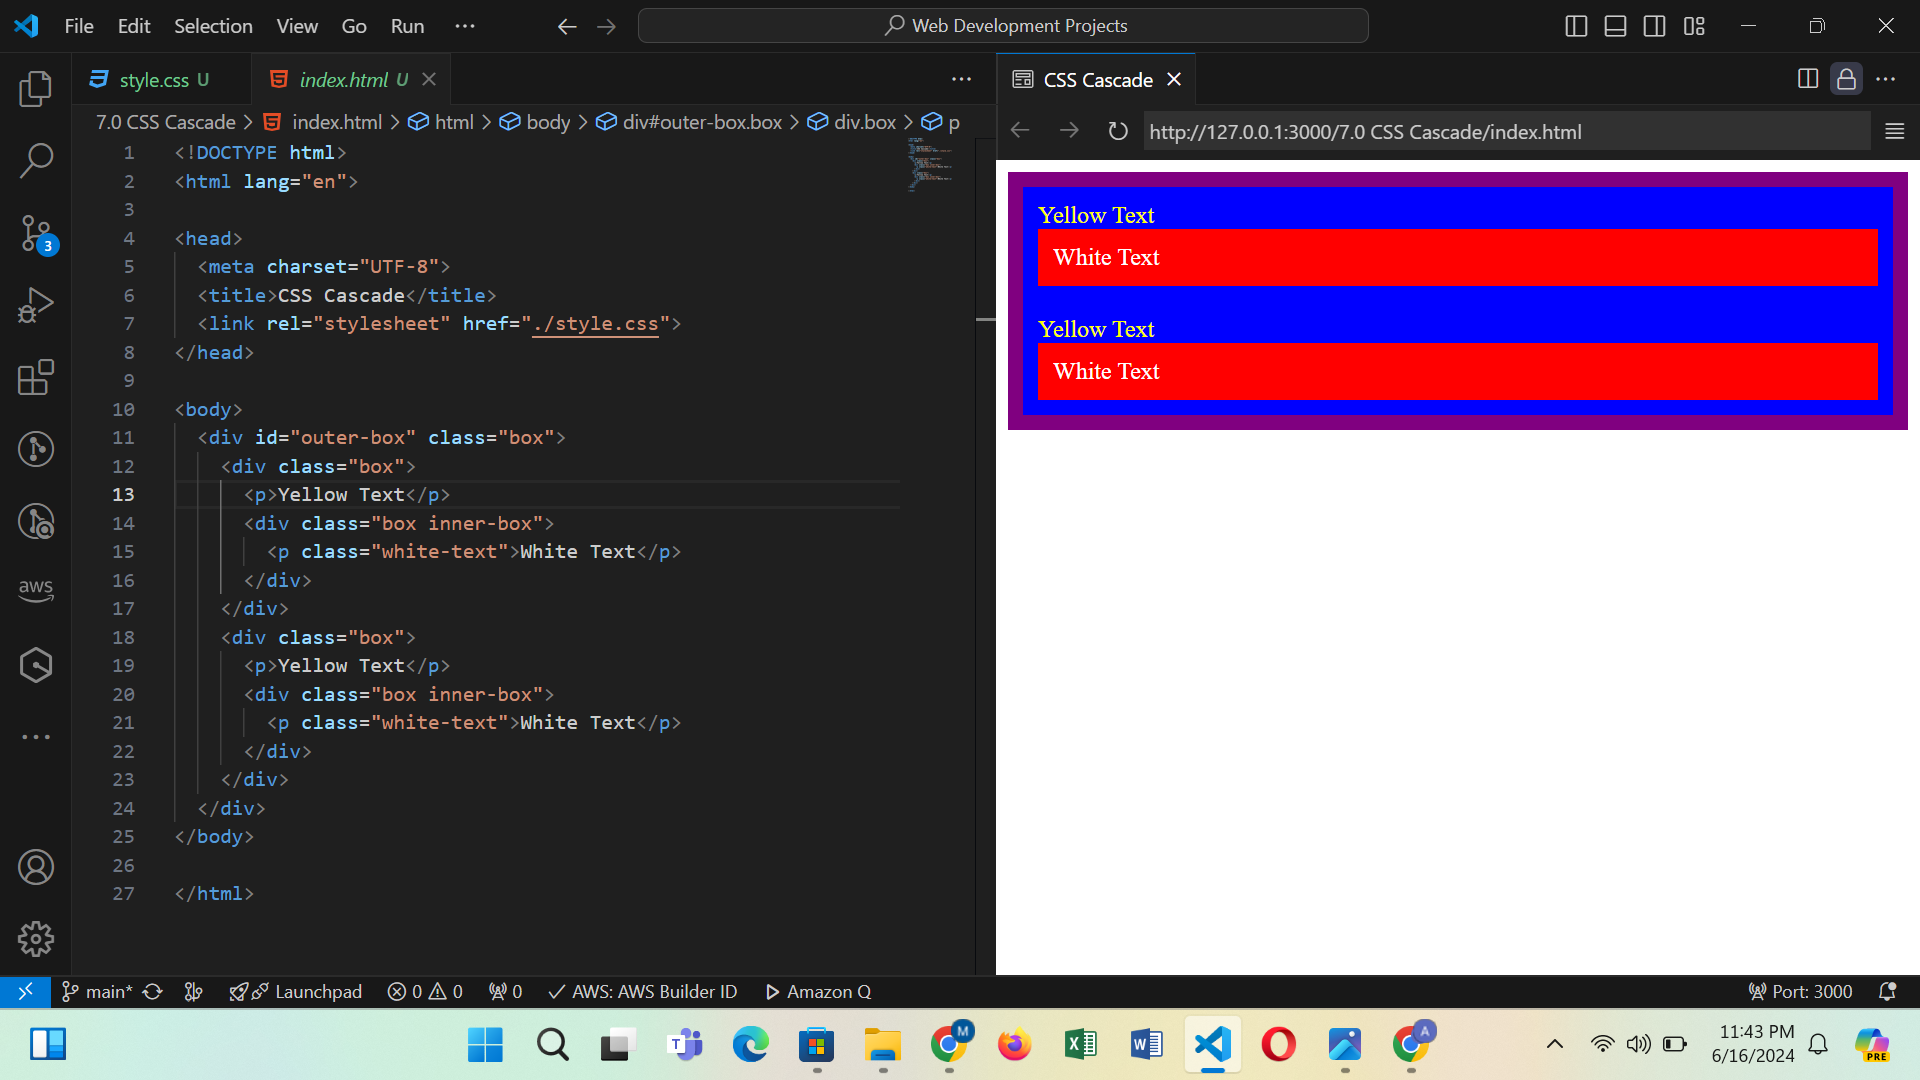 File Edit Selection View Go Run ··· Web Development Projects
style.css U index.html U
7.0 CSS Cascade > index.html > html > body > div#outer-box.box > div.box > p
1 <!DOCTYPE html>
2 <html lang="en">
3
4 <head>
5 <meta charset="UTF-8">
6 <title>CSS Cascade</title>
7 <link rel="stylesheet" href="./style.css">
8 </head>
9
10 <body>
11 <div id="outer-box" class="box">
12 <div class="box">
13 <p>Yellow Text</p>
14 <div class="box inner-box">
15 <p class="white-text">White Text</p>
16 </div>
17 </div>
18 <div class="box">
19 <p>Yellow Text</p>
20 <div class="box inner-box">
21 <p class="white-text">White Text</p>
22 </div>
23 </div>
24 </div>
25 </body>
26
27 </html>
3
aws
CSS Cascade
http://127.0.0.1:3000/7.0 CSS Cascade/index.html
Yellow Text
White Text
Yellow Text
White Text
main* Launchpad 0 0 0 AWS: AWS Builder ID Amazon Q Port: 3000
T M X W A
11:43 PM
6/16/2024
PRE